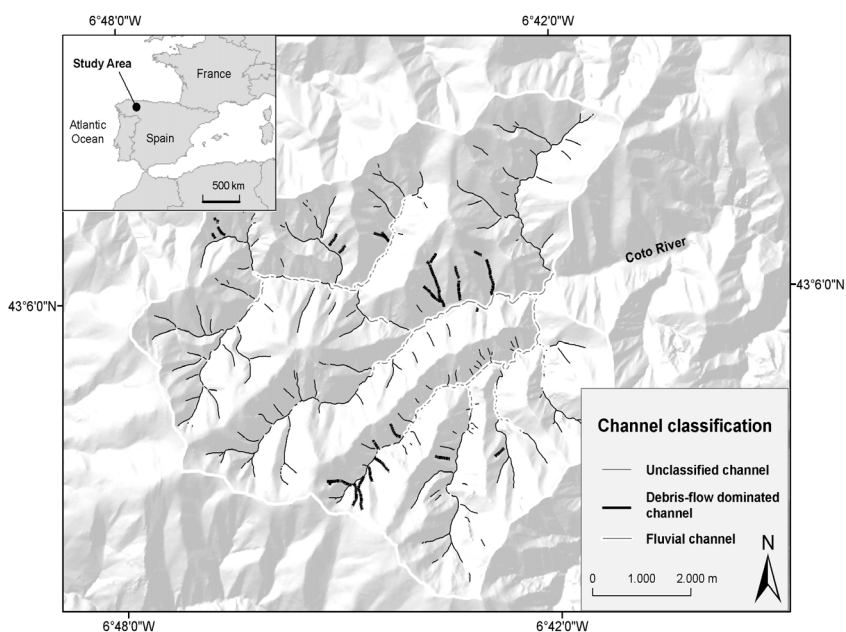 6°48'0"W
6°42'0"W
Study Area
France
Atlantic
Ocean
Spain
500 km
Coto River
43°6'0"N
43°6'0"N
Channel classification
Unclassified channel
Debris-flow dominated
channel
Fluvial channel
N
0
1.000
2.000 m
6°48'0"W
6°42'0"W